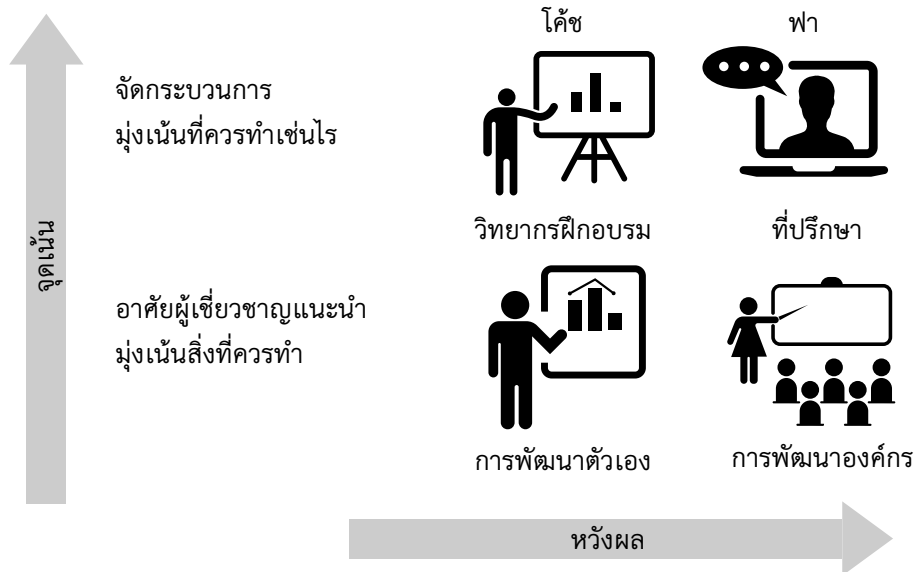 โค้ช
ฟา
จัดกระบวนการ
มุ่งเน้นที่ควรทำเช่นไร
วิทยากรฝึกอบรม
ที่ปรึกษา
จุดเน้น
อาศัยผู้เชี่ยวชาญแนะนำ
มุ่งเน้นสิ่งที่ควรทำ
การพัฒนาตัวเอง
การพัฒนาองค์กร
หวังผล